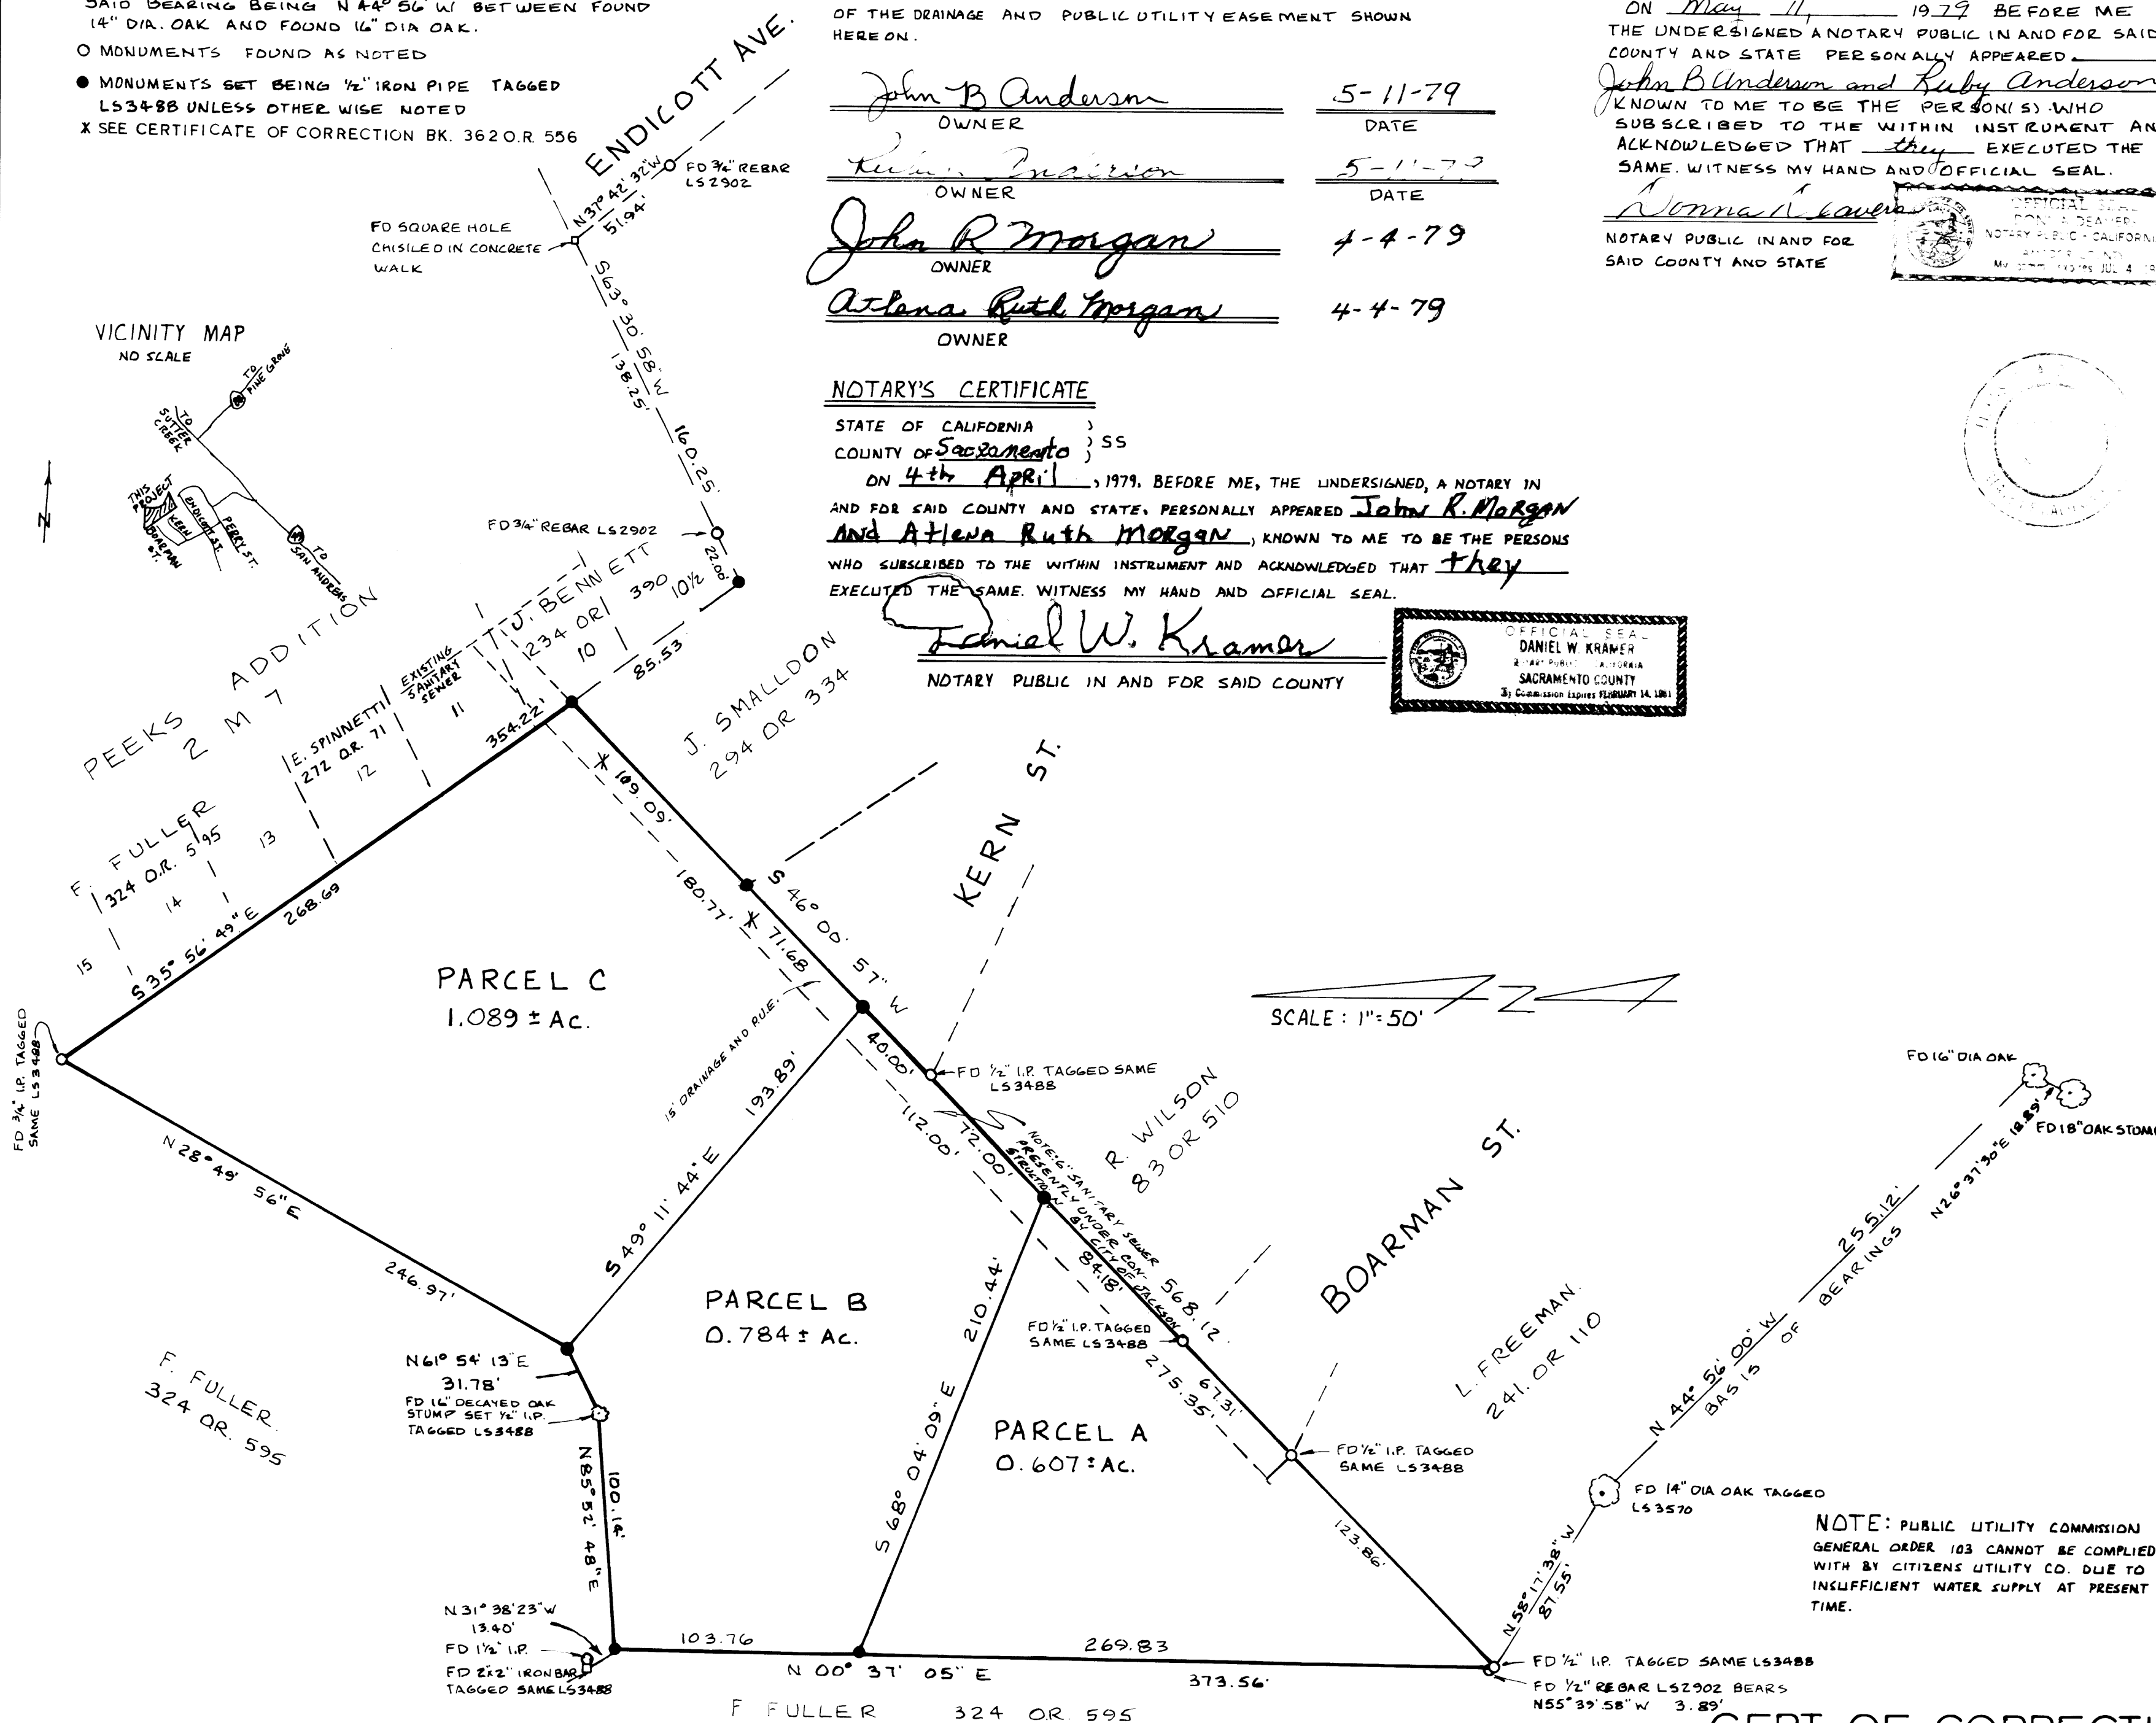 SAID BEARING BEING N 44° 56' W BETWEEN FOUND
14" DIA. OAK AND FOUND 16" DIA OAK.
O MONUMENTS FOUND AS NOTED
● MONUMENTS SET BEING ½" IRON PIPE TAGGED
LS3488 UNLESS OTHER WISE NOTED
X SEE CERTIFICATE OF CORRECTION BK. 362 O.R. 556
OF THE DRAINAGE AND PUBLIC UTILITY EASEMENT SHOWN
HEREON.
John B Anderson 5-11-79
OWNER DATE
OWNER DATE
John R Morgan 4-4-79
OWNER
Athena Ruth Morgan 4-4-79
OWNER
ON May 11, 1979 BEFORE ME
THE UNDERSIGNED A NOTARY PUBLIC IN AND FOR SAID
COUNTY AND STATE PERSONALLY APPEARED
John B Anderson and Ruby Anderson
KNOWN TO ME TO BE THE PERSON(S) WHO
SUBSCRIBED TO THE WITHIN INSTRUMENT AN
ACKNOWLEDGED THAT they EXECUTED THE
SAME. WITNESS MY HAND AND OFFICIAL SEAL.
NOTARY PUBLIC IN AND FOR
SAID COUNTY AND STATE
OFFICIAL SEAL
NOTARY PUBLIC - CALIFORNI
NOTARY'S CERTIFICATE
STATE OF CALIFORNIA )
COUNTY OF Sacramento ) SS
ON 4th April, 1979, BEFORE ME, THE UNDERSIGNED, A NOTARY IN
AND FOR SAID COUNTY AND STATE, PERSONALLY APPEARED John R. Morgan
And Athena Ruth Morgan, KNOWN TO ME TO BE THE PERSONS
WHO SUBSCRIBED TO THE WITHIN INSTRUMENT AND ACKNOWLEDGED THAT they
EXECUTED THE SAME. WITNESS MY HAND AND OFFICIAL SEAL.
Daniel W. Kramer
NOTARY PUBLIC IN AND FOR SAID COUNTY
OFFICIAL SEAL
DANIEL W. KRAMER
NOTARY PUBLIC CALIFORNIA
SACRAMENTO COUNTY
My Commission Expires FEBRUARY 14, 1981
ENDICOTT AVE.
N 37° 42' 32" W
51.94'
FD ¾" REBAR
LS2902
FD SQUARE HOLE
CHISILED IN CONCRETE
WALK
S 63° 30' 58" W
138.25'
160.25'
FD ¾" REBAR LS2902
22.00'
VICINITY MAP
NO SCALE
TO
PINE GROVE
TO
SUTTER
CREEK
THIS
PROJECT
KERN
ENDICOTT ST.
PERRY ST.
BOARMAN
ST.
TO
SAN ANDREAS
N
PEEKS ADDITION
2 M 7
J. BENNETT
234 OR 390
10
10½
85.53
EXISTING
SANITARY
SEWER
11
E. SPINNETTI
272 O.R. 71
12
354.22'
F. FULLER
324 O.R. 595
13
14
15
S 35° 56' 49" E
268.69
J. SMALLDON
294 OR 334
X 109.09'
180.77'
X 71.68
S 46° 00' 57" W
KERN ST.
PARCEL C
1.089 ± AC.
15' DRAINAGE AND P.U.E.
193.89'
S 49° 11' 44" E
40.00'
FD ½" I.P. TAGGED SAME
LS3488
112.00'
72.00'
NOTE: 6" SANITARY SEWER
PRESENTLY UNDER CON-
STRUCTION BY CITY OF JACKSON
R. WILSON
83 OR 510
N
SCALE: 1"=50'
FD ¾" I.P. TAGGED
SAME LS3488
N 28° 49' 56" E
246.97'
F. FULLER
324 OR. 595
PARCEL B
0.784 ± AC.
210.44'
S 68° 04' 09" E
84.18'
568.12
FD ½" I.P. TAGGED
SAME LS3488
275.35'
67.31'
BOARMAN ST.
L. FREEMAN.
241. OR 110
FD ½" I.P. TAGGED
SAME LS3488
PARCEL A
0.607 ± AC.
123.86'
N 61° 54' 13" E
31.78'
FD 16" DECAYED OAK
STUMP SET ½" I.P.
TAGGED LS3488
N 85° 52' 48" E
100.14'
N 31° 38' 23" W
13.40'
FD 1½" I.P.
FD 2"x2" IRON BAR
TAGGED SAME LS3488
103.76
269.83
N 00° 37' 05" E
373.56'
F FULLER 324 O.R. 595
FD 16" DIA OAK
FD 18" OAK STUM
N 26° 37' 30" E 18.89'
255.12'
N 44° 56' 00" W
BASIS OF BEARINGS
FD 14" DIA OAK TAGGED
LS3570
N 58° 17' 38" W
87.55'
FD ½" I.P. TAGGED SAME LS3488
FD ½" REBAR LS2902 BEARS
N55° 39' 58" W 3.89'
NOTE: PUBLIC UTILITY COMMISSION
GENERAL ORDER 103 CANNOT BE COMPLIED
WITH BY CITIZENS UTILITY CO. DUE TO
INSUFFICIENT WATER SUPPLY AT PRESENT
TIME.